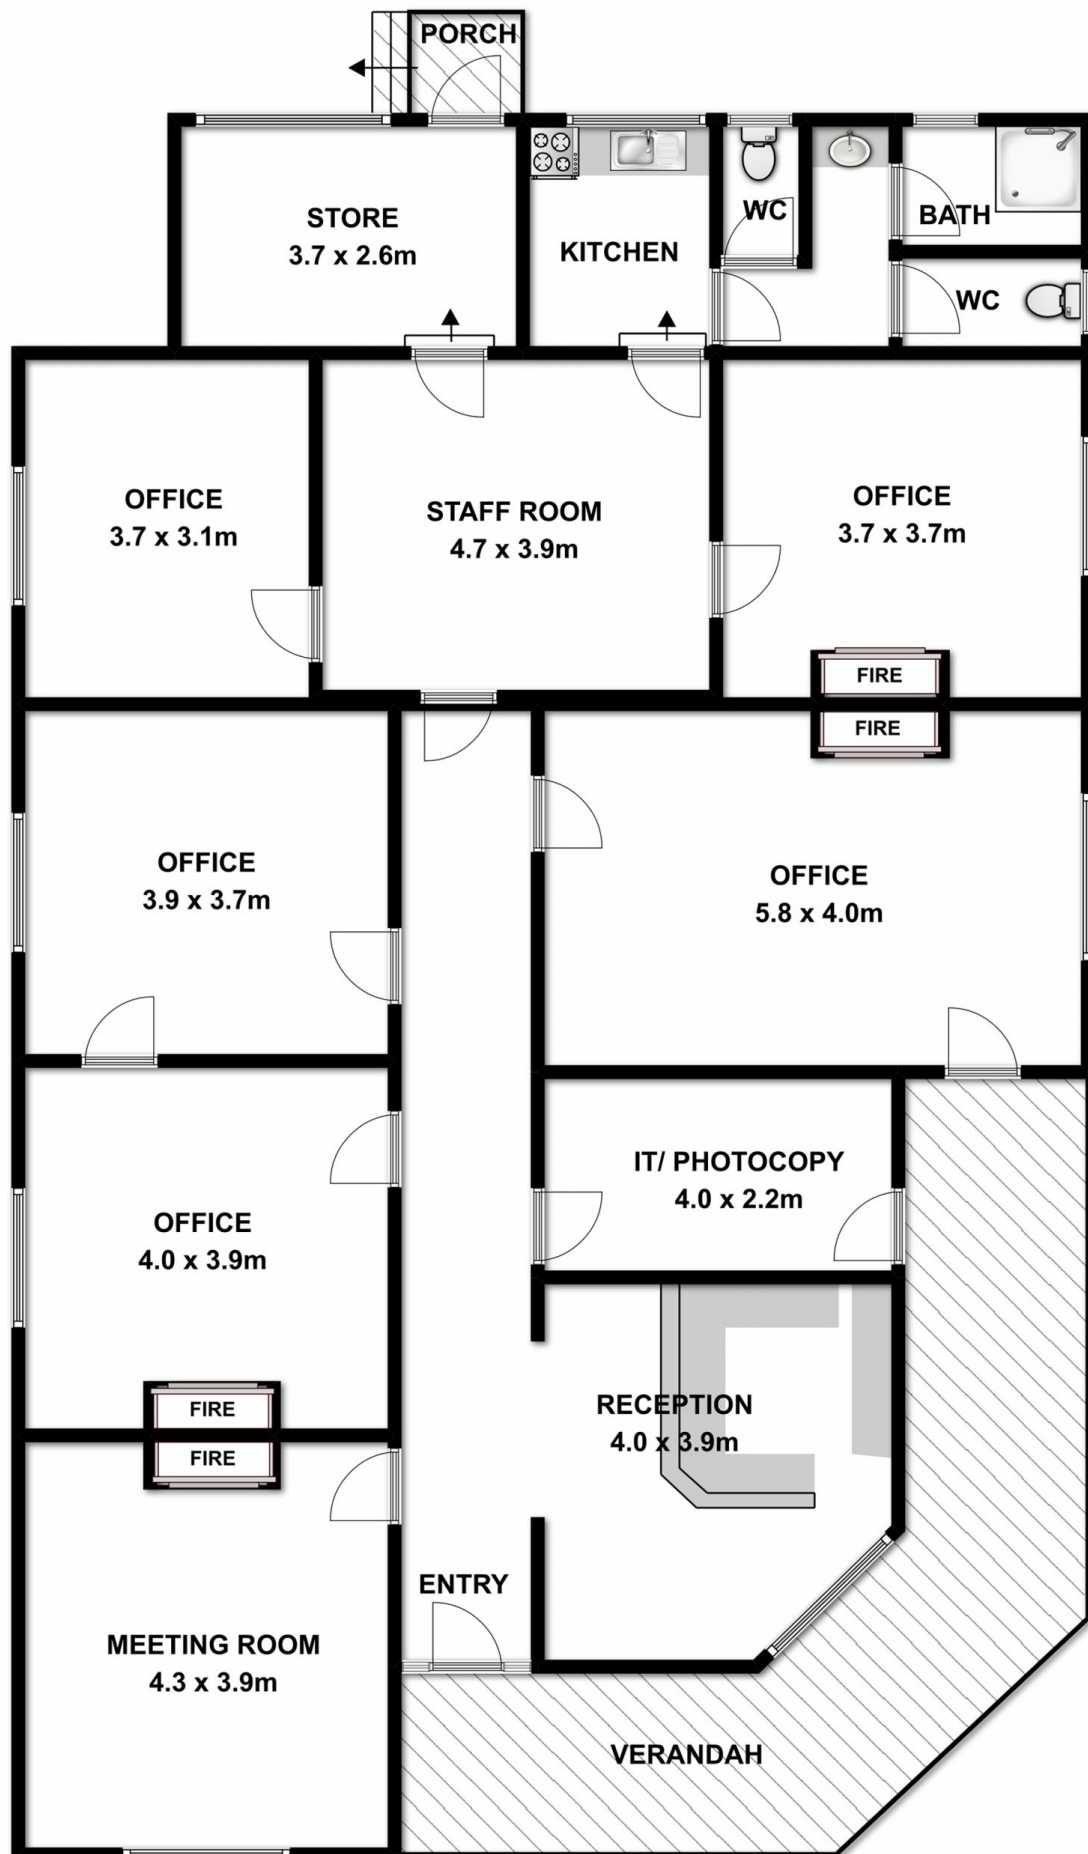 PORCH
STORE
3.7 x 2.6m
KITCHEN
WC
BATH
WC
OFFICE
3.7 x 3.1m
STAFF ROOM
4.7 x 3.9m
OFFICE
3.7 x 3.7m
FIRE
FIRE
OFFICE
3.9 x 3.7m
OFFICE
5.8 x 4.0m
IT/ PHOTOCOPY
4.0 x 2.2m
OFFICE
4.0 x 3.9m
FIRE
FIRE
RECEPTION
4.0 x 3.9m
ENTRY
MEETING ROOM
4.3 x 3.9m
VERANDAH